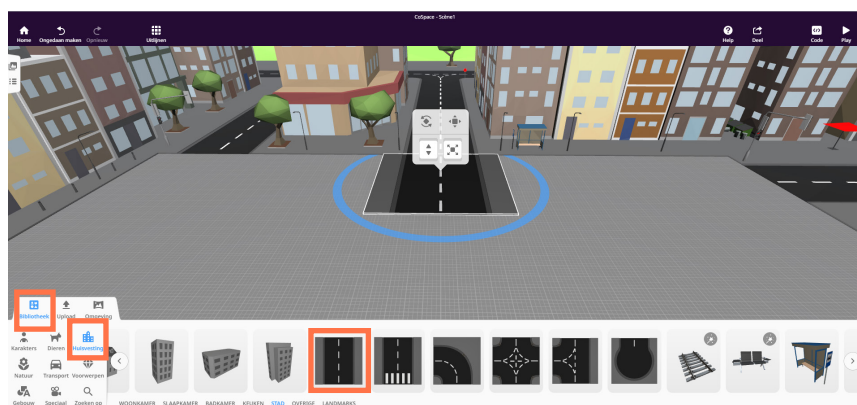 CoSpace - Scène1
Home Ongedaan maken Opnieuw Uitlijnen Help Deel Code Play
Bibliotheek Upload Omgeving
Karakters Dieren Huisvesting
Natuur Transport Voorwerpen
Gebouw Speciaal Zoeken op
WOONKAMER SLAAPKAMER BADKAMER KEUKEN STAD OVERIGE LANDMARKS